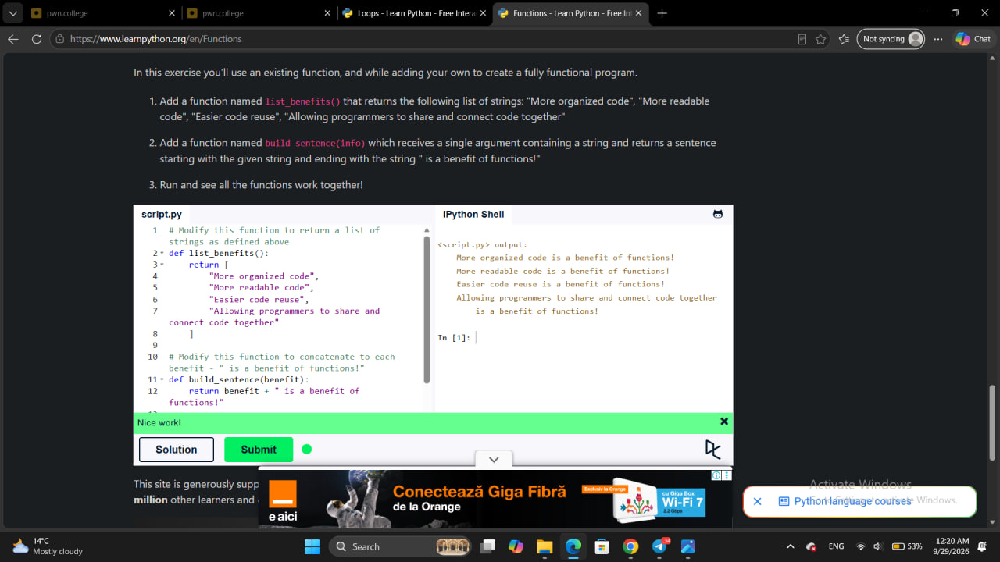 pwn.college
pwn.college
Loops - Learn Python - Free Intera
Functions - Learn Python - Free Int
https://www.learnpython.org/en/Functions
Not syncing
Chat
In this exercise you'll use an existing function, and while adding your own to create a fully functional program.
1. Add a function named list_benefits() that returns the following list of strings: "More organized code", "More readable
code", "Easier code reuse", "Allowing programmers to share and connect code together"
2. Add a function named build_sentence(info) which receives a single argument containing a string and returns a sentence
starting with the given string and ending with the string " is a benefit of functions!"
3. Run and see all the functions work together!
script.py
1 # Modify this function to return a list of
strings as defined above
2 def list_benefits():
3 return [
4 "More organized code",
5 "More readable code",
6 "Easier code reuse",
7 "Allowing programmers to share and
connect code together"
8 ]
9
10 # Modify this function to concatenate to each
benefit - " is a benefit of functions!"
11 def build_sentence(benefit):
12 return benefit + " is a benefit of
functions!"
IPython Shell
<script.py> output:
More organized code is a benefit of functions!
More readable code is a benefit of functions!
Easier code reuse is a benefit of functions!
Allowing programmers to share and connect code together
is a benefit of functions!
In [1]:
Nice work!
Solution
Submit
This site is generously supp
million other learners and
e aici
Conectează Giga Fibră
de la Orange
Exclusiv la Orange
cu Giga Box
Wi-Fi 7
2.2 Gbps
Activate Windows
Python language courses
Windows.
14°C
Mostly cloudy
Search
34
ENG
53%
12:20 AM
9/29/2026